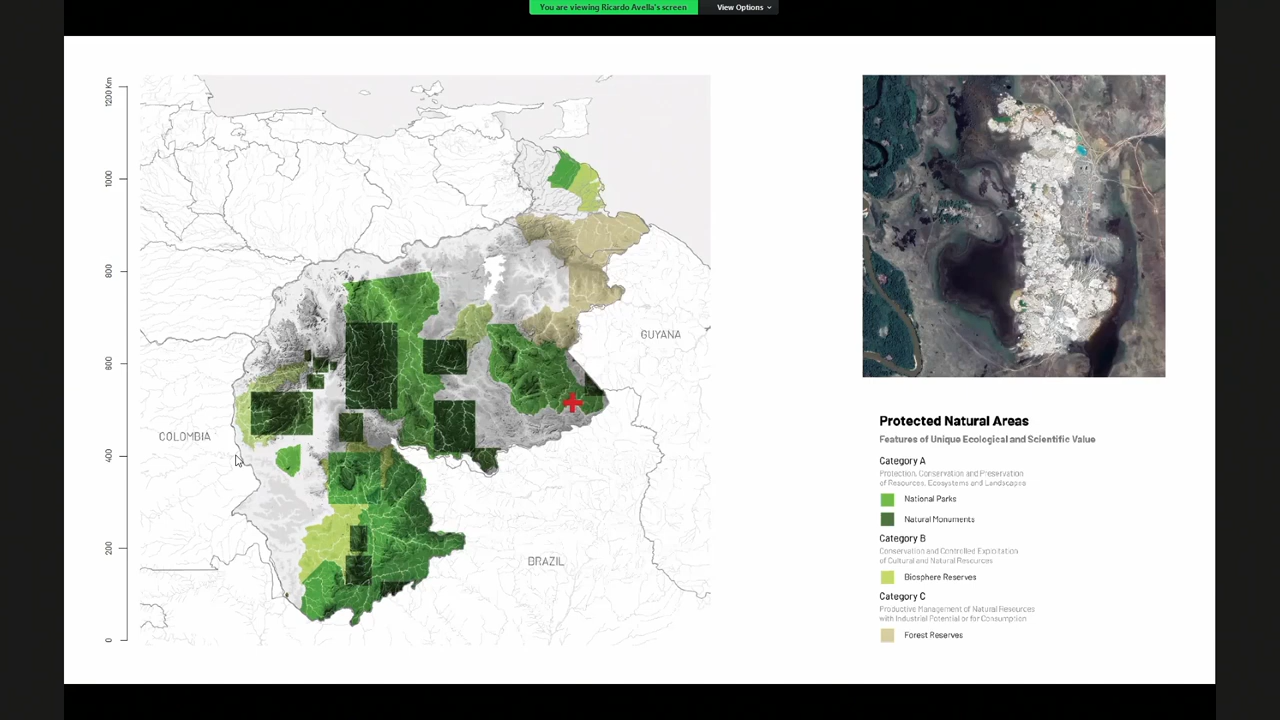 You are viewing Ricardo Avella's screen
View Options
1200 Km
1000
800
600
400
200
0
GUYANA
COLOMBIA
BRAZIL
Protected Natural Areas
Features of Unique Ecological and Scientific Value
Category A
Protection, Conservation and Preservation
of Resources, Ecosystems and Landscapes
National Parks
Natural Monuments
Category B
Conservation and Controlled Exploitation
of Cultural and Natural Resources
Biosphere Reserves
Category C
Productive Management of Natural Resources
with Industrial Potential or for Consumption
Forest Reserves